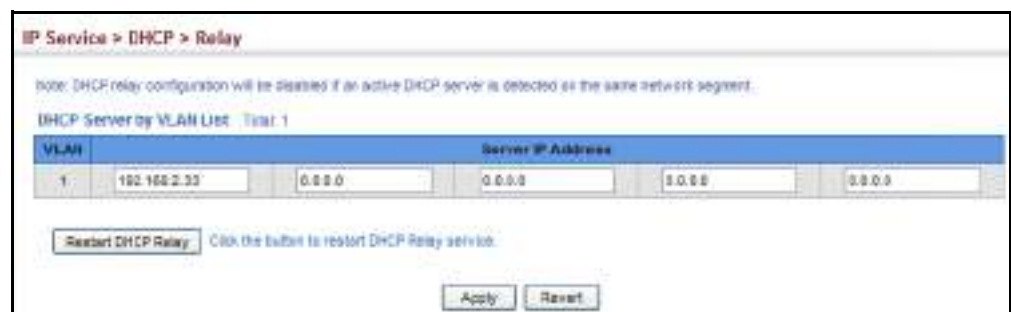 IP Service > DHCP > Relay
Note: DHCP relay configuration will be disabled if an active DHCP server is detected on the same network segment.
DHCP Server by VLAN List Total: 1
VLAN Server IP Address
1 192.168.2.33 0.0.0.0 0.0.0.0 0.0.0.0 0.0.0.0
Restart DHCP Relay Click the button to restart DHCP Relay service.
Apply Revert